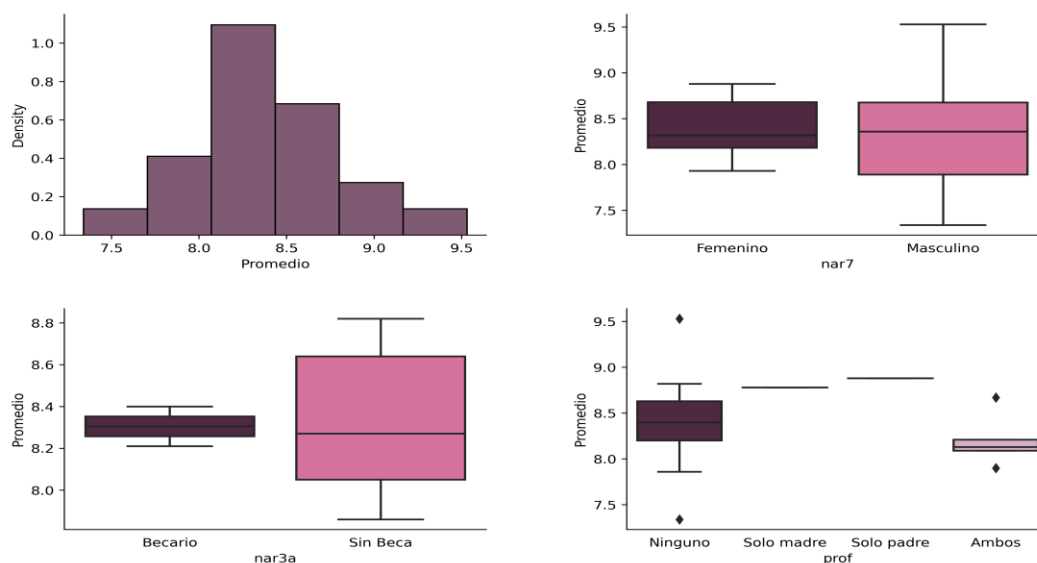 1.0
0.8
0.6
0.4
0.2
0.0
Density
7.5 8.0 8.5 9.0 9.5
Promedio
9.5
9.0
8.5
8.0
7.5
Promedio
Femenino Masculino
nar7
8.8
8.6
8.4
8.2
8.0
Promedio
Becario Sin Beca
nar3a
9.5
9.0
8.5
8.0
7.5
Promedio
Ninguno Solo madre Solo padre Ambos
prof